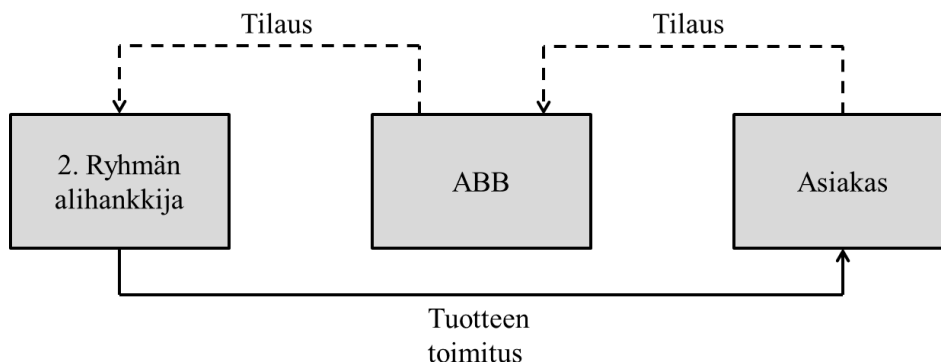 Tilaus
Tilaus
2. Ryhmän
alihankkija
ABB
Asiakas
Tuotteen
toimitus